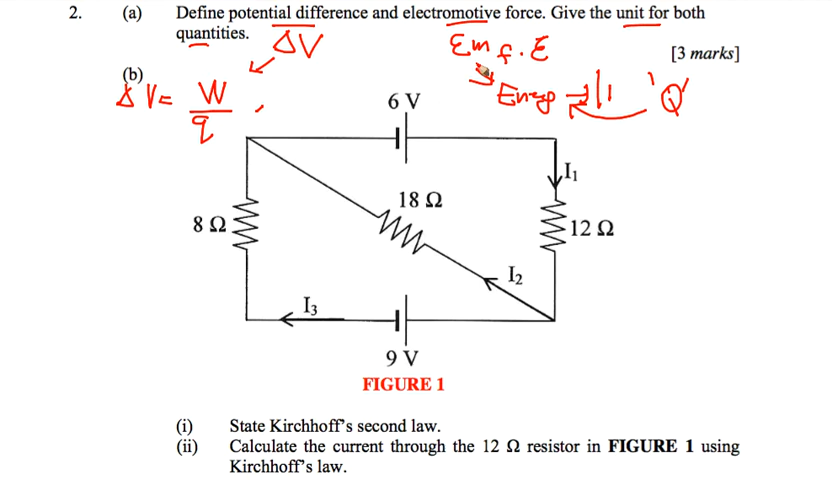 2. (a) Define potential difference and electromotive force. Give the unit for both
quantities.
ΔV
Emf. E
[3 marks]
(b)
ΔV = W
q
,
'Q'
6 V
I₁
18 Ω
8 Ω
12 Ω
I₂
I₃
9 V
FIGURE 1
(i) State Kirchhoff's second law.
(ii) Calculate the current through the 12 Ω resistor in FIGURE 1 using
Kirchhoff's law.